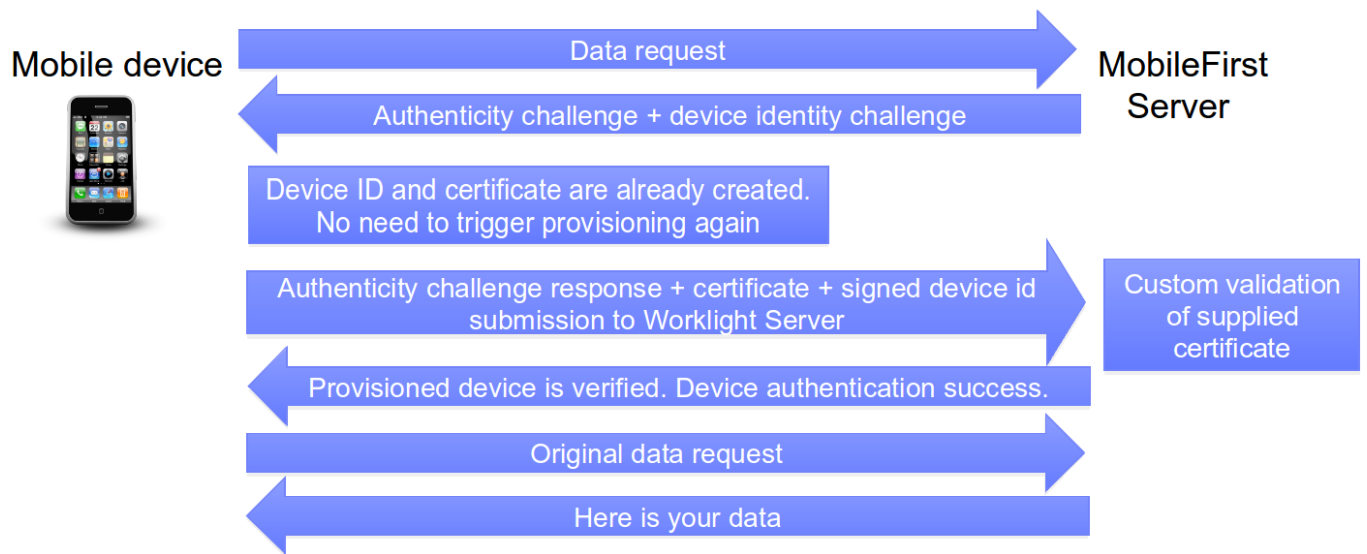 Data request
Mobile device
MobileFirst
Server
Authenticity challenge + device identity challenge
Device ID and certificate are already created.
No need to trigger provisioning again
Authenticity challenge response + certificate + signed device id
submission to Worklight Server
Custom validation
of supplied
certificate
Provisioned device is verified. Device authentication success.
Original data request
Here is your data